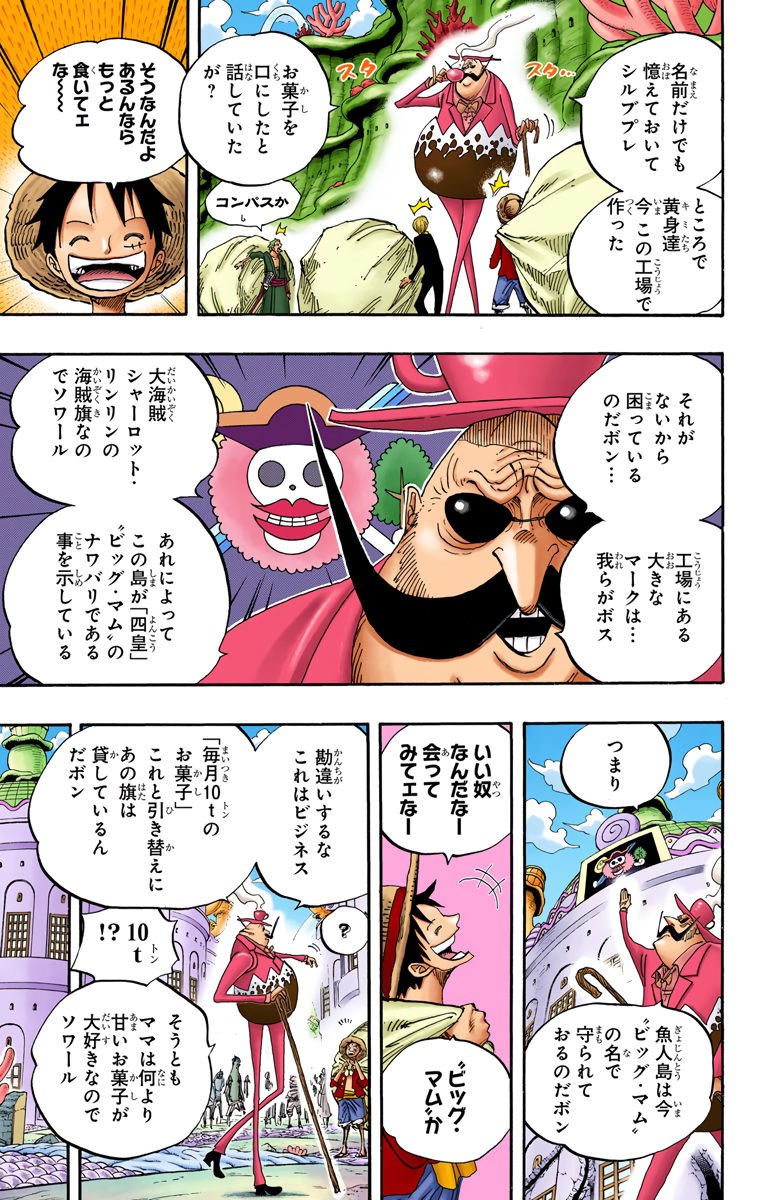 名前だけでも
憶えておいて
シルブプレ
ところで
黄身達
今この工場で
作った
お菓子を
口にしたと
話していた
が?
スタ…
スタ
コンパスか
そうなんだよ
あるんなら
もっと
食いてェ
な〜〜
それが
ないから
困っている
のだボン…
工場にある
大きな
マークは…
我らがボス
大海賊
シャーロット・
リンリンの
海賊旗なの
でソワール
あれによって
この島が「四皇」
〝ビッグ・マム〟の
ナワバリである
事を示している
つまり
魚人島は今
〝ビッグ・マム〟
の名で
守られて
おるのだボン
いい奴
なんだなー
会って
みてェなー
〝ビッグ・
マム〟か
勘違いするな
これはビジネス
「毎月10tの
お菓子」
これと引き替えに
あの旗は
貸しているん
だボン
?
10
t
!?
そうとも
ママは何より
甘いお菓子が
大好きなので
ソワール